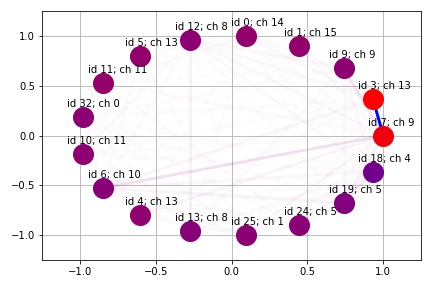 id 12; ch 8
id 0; ch 14
id 5; ch 13
id 1; ch 15
id 11; ch 11
id 9; ch 9
id 3; ch 13
id 32; ch 0
id 7; ch 9
id 10; ch 11
id 18; ch 4
id 6; ch 10
id 19; ch 5
id 4; ch 13
id 24; ch 5
id 13; ch 8
id 25; ch 1
1.0
0.5
0.0
−0.5
−1.0
−1.0 −0.5 0.0 0.5 1.0